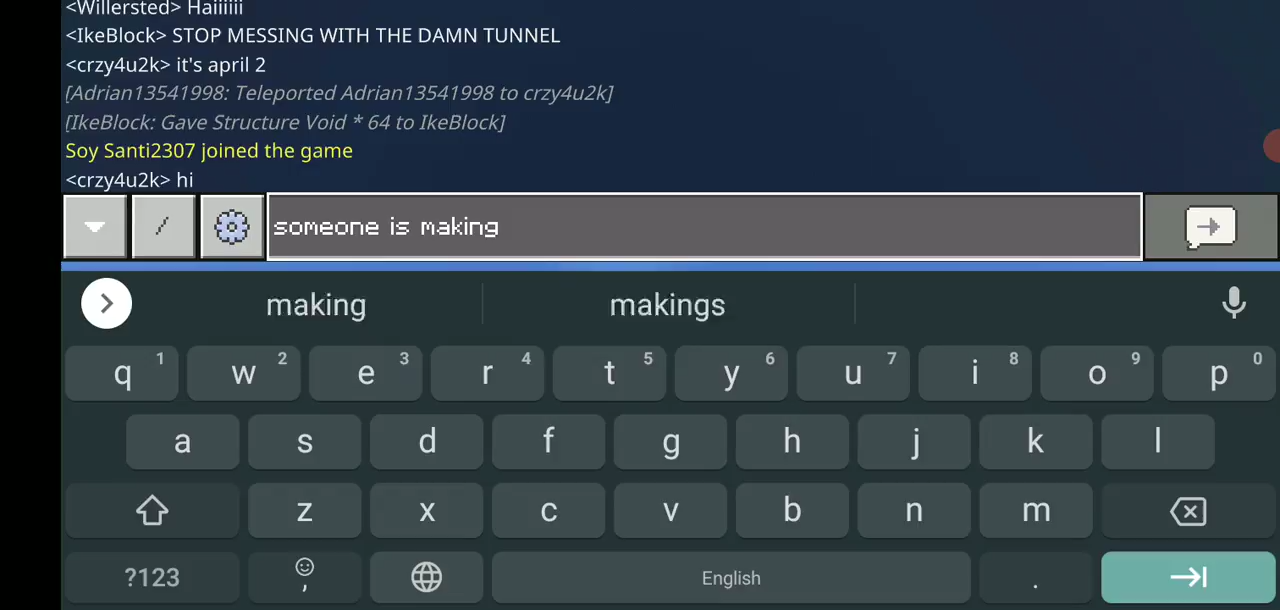 <Willersted> Haiiiiii
<IkeBlock> STOP MESSING WITH THE DAMN TUNNEL
<crzy4u2k> it's april 2
[Adrian13541998: Teleported Adrian13541998 to crzy4u2k]
[IkeBlock: Gave Structure Void * 64 to IkeBlock]
Soy Santi2307 joined the game
<crzy4u2k> hi
/ someone is making
making makings
q 1 w 2 e 3 r 4 t 5 y 6 u 7 i 8 o 9 p 0
a s d f g h j k l
z x c v b n m
?123 , English .